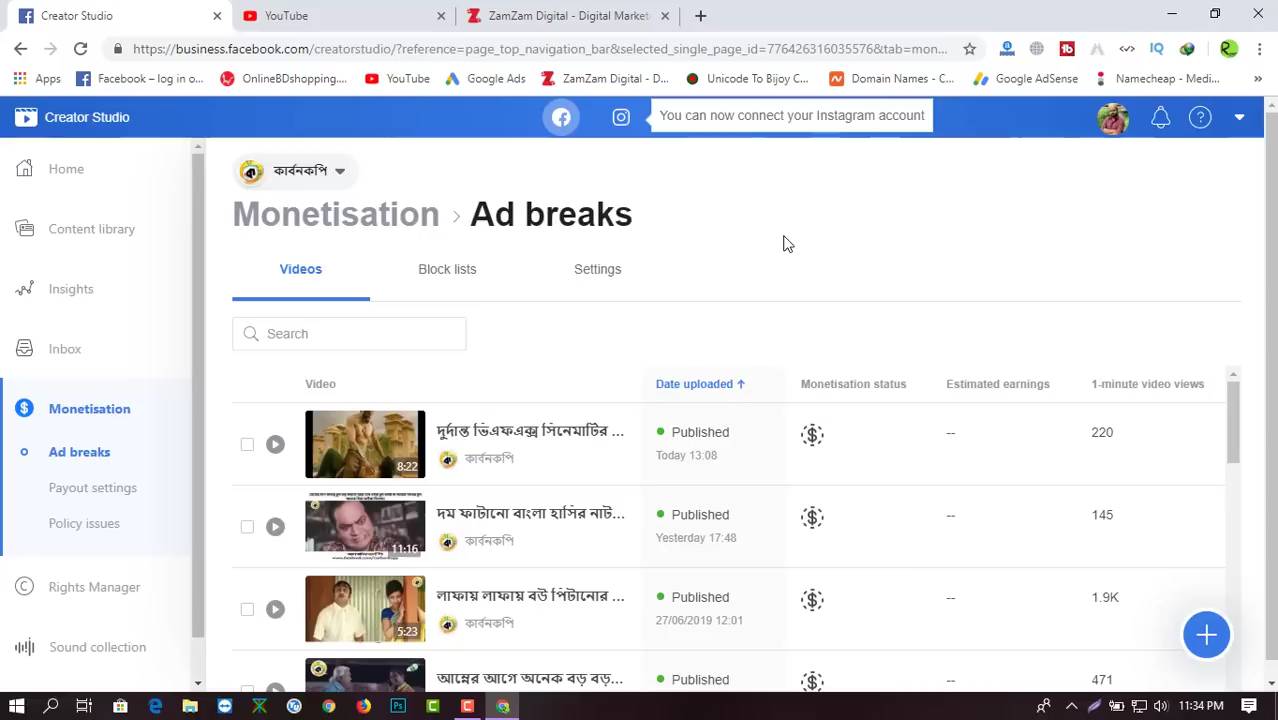 Creator Studio
YouTube
ZamZam Digital - Digital Market
https://business.facebook.com/creatorstudio/?reference=page_top_navigation_bar&selected_single_page_id=776426316035576&tab=mon...
Apps
Facebook – log in o...
OnlineBDshopping....
YouTube
Google Ads
ZamZam Digital - D...
Unicode To Bijoy C...
Domain Names - C...
Google AdSense
Namecheap - Medi...
Creator Studio
You can now connect your Instagram account
Home
Content library
Insights
Inbox
Monetisation
Ad breaks
Payout settings
Policy issues
Rights Manager
Sound collection
কার্বনকপি
Monetisation > Ad breaks
Videos Block lists Settings
Search
Video Date uploaded ↑ Monetisation status Estimated earnings 1-minute video views
8:22
দুর্দান্ত ভিএফএক্স সিনেমাটির ...
কার্বনকপি
Published
Today 13:08
--
220
11:16
দম ফাটানো বাংলা হাসির নাট...
কার্বনকপি
Published
Yesterday 17:48
--
145
5:23
লাফায় লাফায় বউ পিটানোর ...
কার্বনকপি
Published
27/06/2019 12:01
--
1.9K
আম্নের আগে অনেক বড় বড়...
Published
--
471
11:34 PM